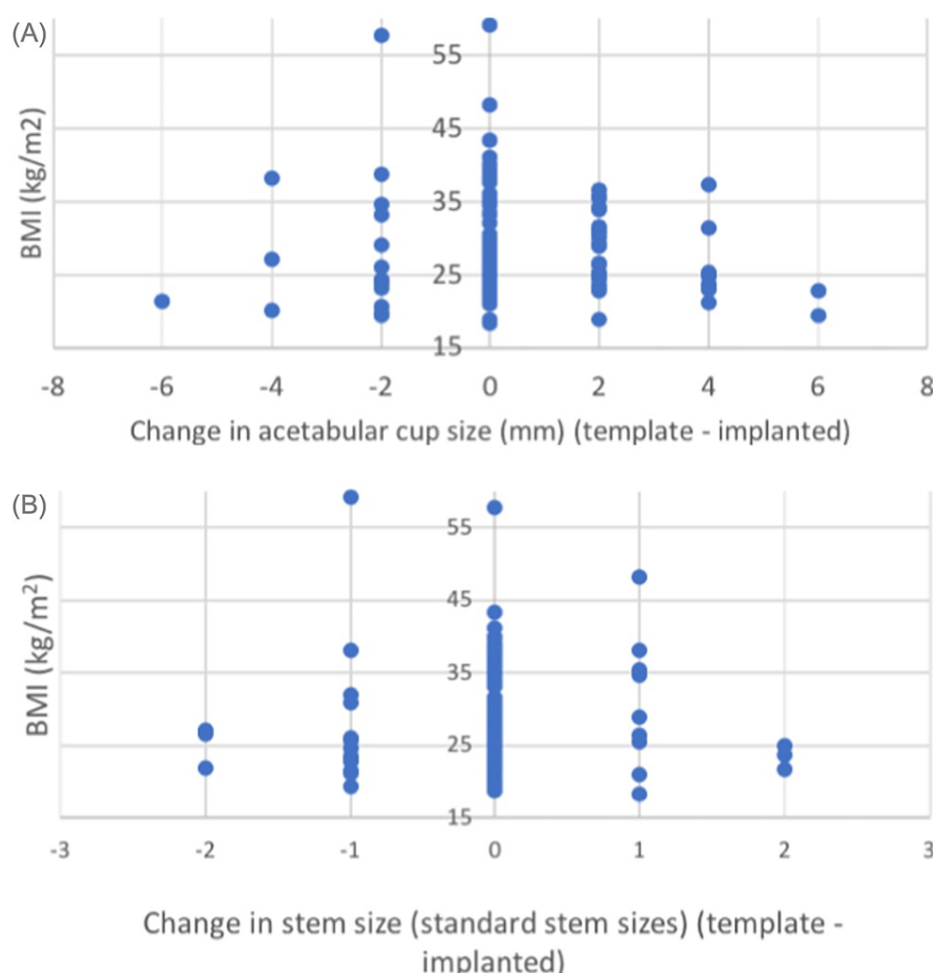 (A)
55
45
35
25
15
BMI (kg/m2)
-8 -6 -4 -2 0 2 4 6 8
Change in acetabular cup size (mm) (template - implanted)
(B)
55
45
35
25
15
BMI (kg/m²)
-3 -2 -1 0 1 2 3
Change in stem size (standard stem sizes) (template -
implanted)